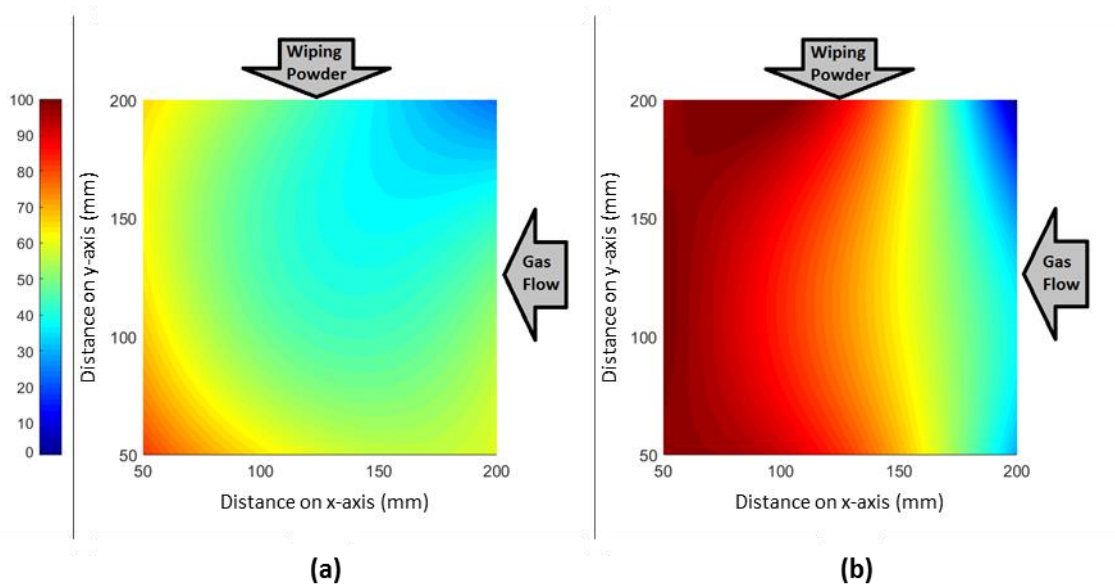 Wiping
Powder
Wiping
Powder
100
90
80
70
60
50
40
30
20
10
0
Distance on y-axis (mm)
200
150
100
50
50
100
150
200
Distance on x-axis (mm)
Gas
Flow
(a)
Distance on y-axis (mm)
200
150
100
50
50
100
150
200
Distance on x-axis (mm)
Gas
Flow
(b)